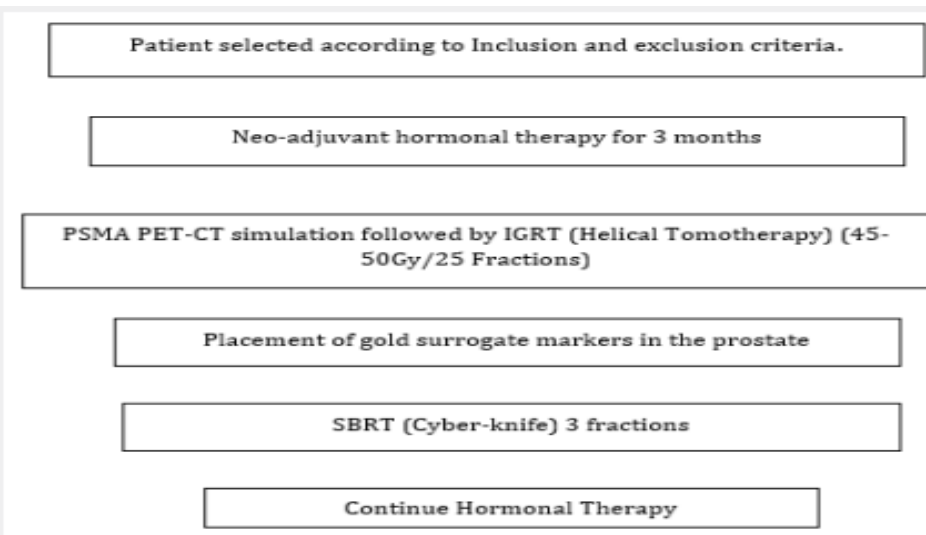 Patient selected according to Inclusion and exclusion criteria.
Neo-adjuvant hormonal therapy for 3 months
PSMA PET-CT simulation followed by IGRT (Helical Tomotherapy) (45-
50Gy/25 Fractions)
Placement of gold surrogate markers in the prostate
SBRT (Cyber-knife) 3 fractions
Continue Hormonal Therapy